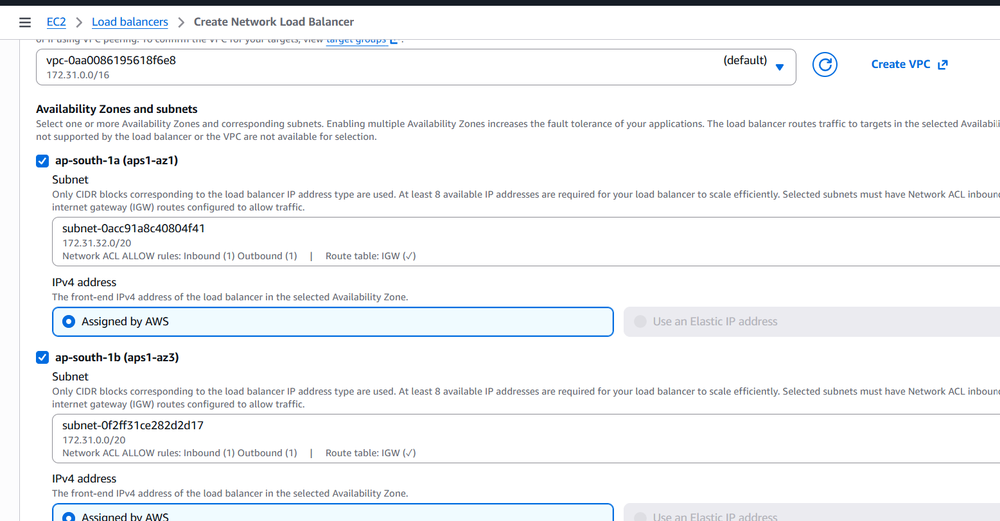 EC2 > Load balancers > Create Network Load Balancer
or if using VPC peering. To confirm the VPC for your targets, view target groups .
vpc-0aa0086195618f6e8 (default)
172.31.0.0/16
Create VPC
Availability Zones and subnets
Select one or more Availability Zones and corresponding subnets. Enabling multiple Availability Zones increases the fault tolerance of your applications. The load balancer routes traffic to targets in the selected Availabili
not supported by the load balancer or the VPC are not available for selection.
ap-south-1a (aps1-az1)
Subnet
Only CIDR blocks corresponding to the load balancer IP address type are used. At least 8 available IP addresses are required for your load balancer to scale efficiently. Selected subnets must have Network ACL inboun
internet gateway (IGW) routes configured to allow traffic.
subnet-0acc91a8c40804f41
172.31.32.0/20
Network ACL ALLOW rules: Inbound (1) Outbound (1) | Route table: IGW (✓)
IPv4 address
The front-end IPv4 address of the load balancer in the selected Availability Zone.
Assigned by AWS Use an Elastic IP address
ap-south-1b (aps1-az3)
Subnet
Only CIDR blocks corresponding to the load balancer IP address type are used. At least 8 available IP addresses are required for your load balancer to scale efficiently. Selected subnets must have Network ACL inboun
internet gateway (IGW) routes configured to allow traffic.
subnet-0f2ff31ce282d2d17
172.31.0.0/20
Network ACL ALLOW rules: Inbound (1) Outbound (1) | Route table: IGW (✓)
IPv4 address
The front-end IPv4 address of the load balancer in the selected Availability Zone.
Assigned by AWS Use an Elastic IP address